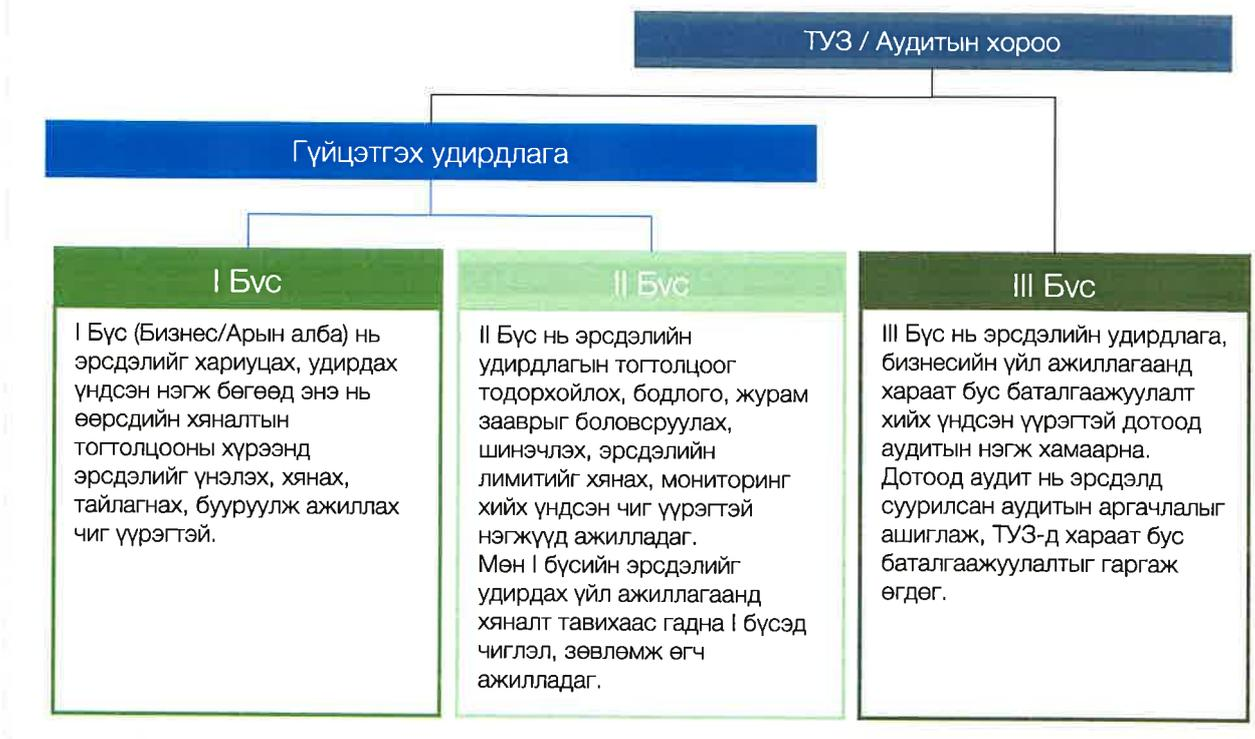 ТУЗ / Аудитын хороо
Гүйцэтгэх удирдлага
I Бүс
I Бүс (Бизнес/Арын алба) нь
эрсдэлийг хариуцах, удирдах
үндсэн нэгж бөгөөд энэ нь
өөрсдийн хяналтын
тогтолцооны хүрээнд
эрсдэлийг үнэлэх, хянах,
тайлагнах, бууруулж ажиллах
чиг үүрэгтэй.
II Бүс
II Бүс нь эрсдэлийн
удирдлагын тогтолцоог
тодорхойлох, бодлого, журам
зааврыг боловсруулах,
шинэчлэх, эрсдэлийн
лимитийг хянах, мониторинг
хийх үндсэн чиг үүрэгтэй
нэгжүүд ажилладаг.
Мөн I бүсийн эрсдэлийг
удирдах үйл ажиллагаанд
хяналт тавихаас гадна I бүсэд
чиглэл, зөвлөмж өгч
ажилладаг.
III Бүс
III Бүс нь эрсдэлийн удирдлага,
бизнесийн үйл ажиллагаанд
хараат бус баталгаажуулалт
хийх үндсэн үүрэгтэй дотоод
аудитын нэгж хамаарна.
Дотоод аудит нь эрсдэлд
суурилсан аудитын аргачлалыг
ашиглаж, ТУЗ-д хараат бус
баталгаажуулалтыг гаргаж
өгдөг.